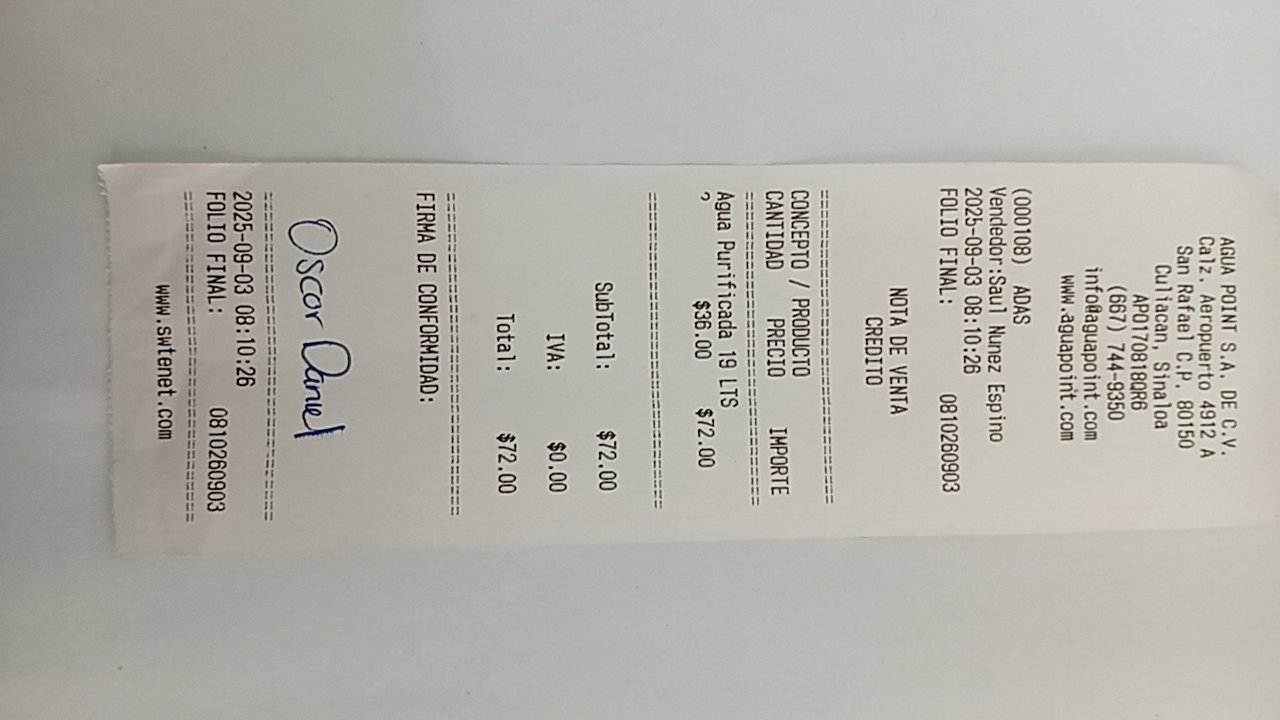 AGUA POINT S.A. DE C.V.
Calz. Aeropuerto 4912 A
San Rafael C.P. 80150
Culiacan, Sinaloa
APO170819QR6
(667) 744-9350
info@aguapoint.com
www.aguapoint.com
(000108) ADAS
Vendedor:Saul Nunez Espino
2025-09-03 08:10:26
FOLIO FINAL: 0810260903
NOTA DE VENTA
CREDITO
CONCEPTO / PRODUCTO
CANTIDAD PRECIO IMPORTE
Agua Purificada 19 LTS
$36.00 $72.00
SubTotal: $72.00
IVA: $0.00
Total: $72.00
FIRMA DE CONFORMIDAD:
Oscar Daniel
2025-09-03 08:10:26
FOLIO FINAL: 0810260903
www.swtenet.com